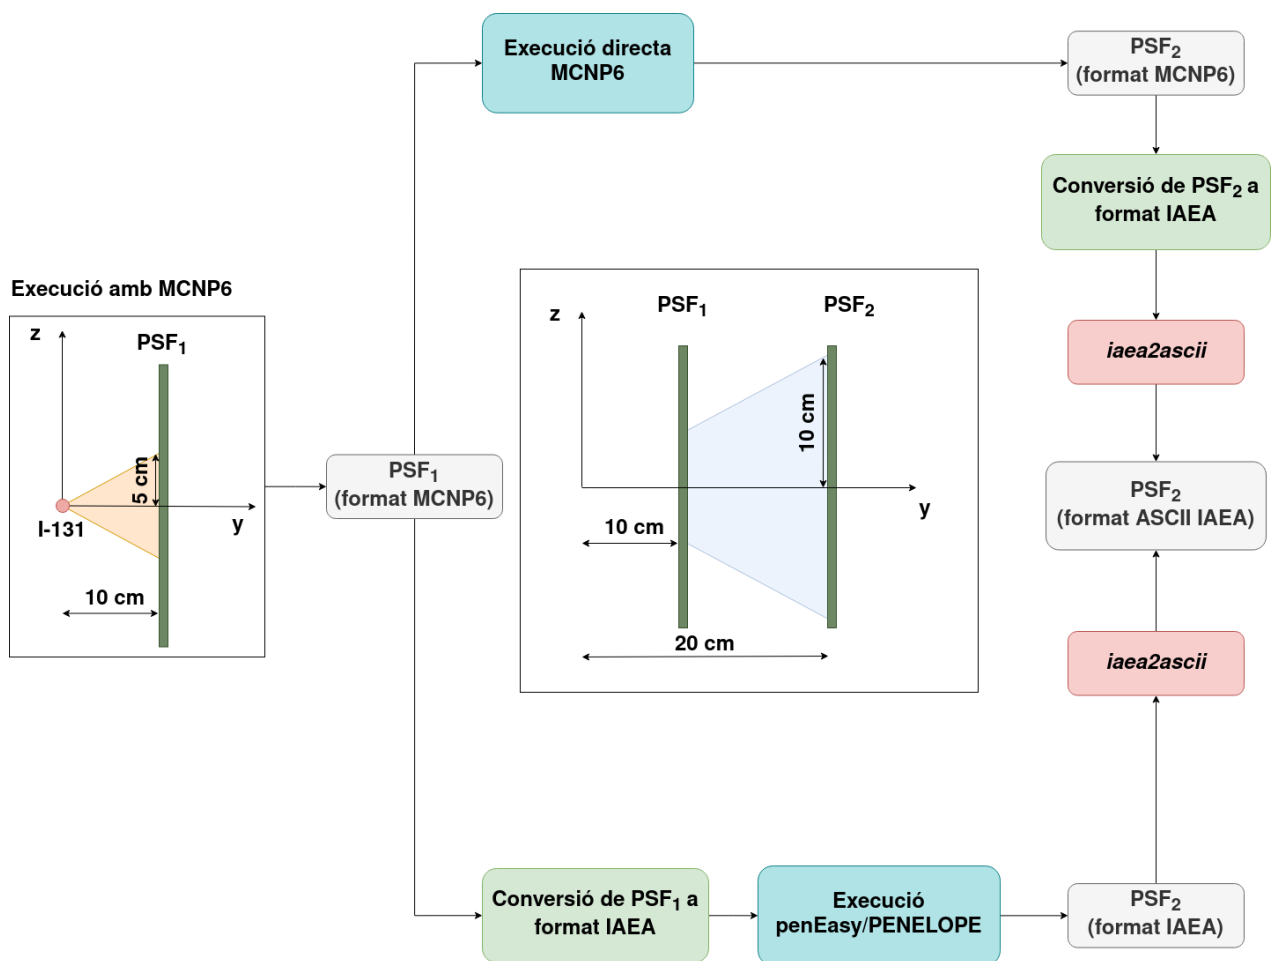 Execució directa
MCNP6
PSF₂
(format MCNP6)
Conversió de PSF₂ a
format IAEA
Execució amb MCNP6
z
PSF₁
5 cm
I-131
y
10 cm
PSF₁
(format MCNP6)
PSF₁
PSF₂
z
10 cm
10 cm
y
20 cm
iaea2ascii
PSF₂
(format ASCII IAEA)
iaea2ascii
Conversió de PSF₁ a
format IAEA
Execució
penEasy/PENELOPE
PSF₂
(format IAEA)